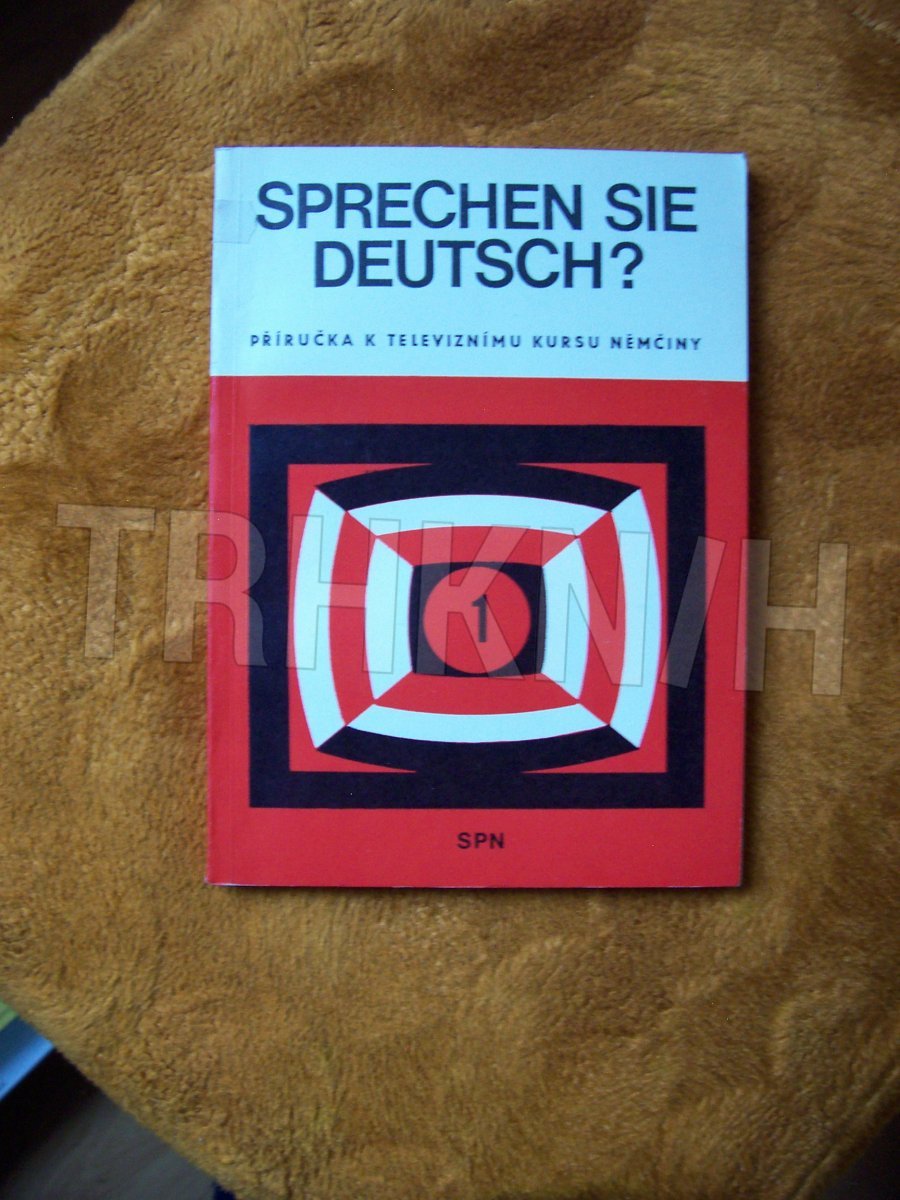 SPRECHEN SIE
DEUTSCH?
PŘÍRUČKA K TELEVIZNÍMU KURSU NĚMČINY
1
SPN
TRHKNIH